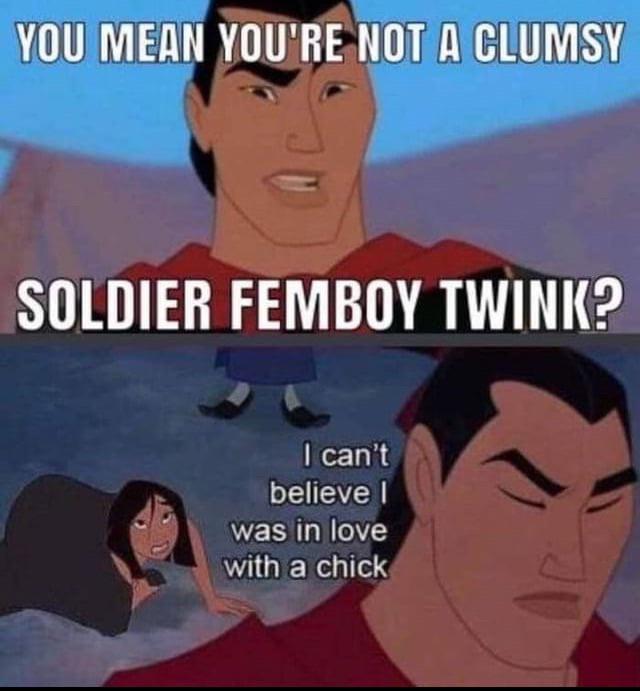 YOU MEAN YOU'RE NOT A CLUMSY
SOLDIER FEMBOY TWINK?
I can't
believe I
was in love
with a chick